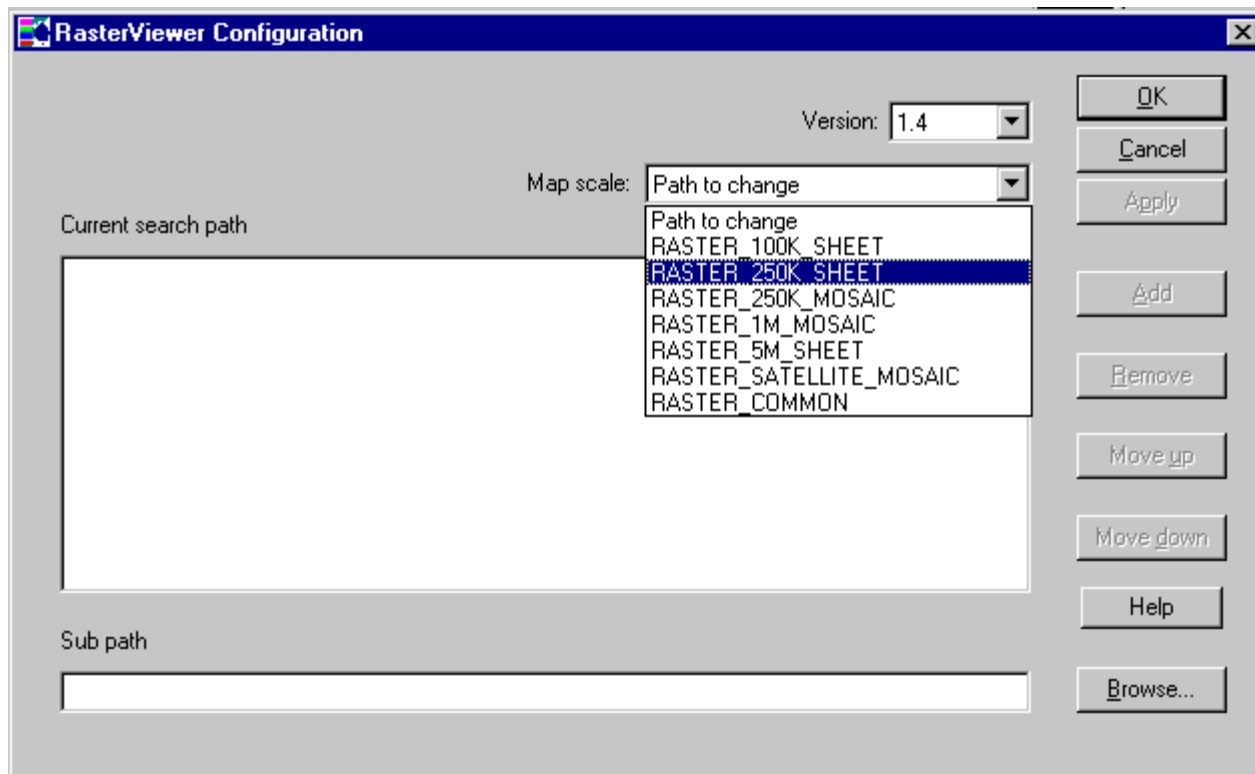 RasterViewer Configuration
Version: 1.4
Map scale: Path to change
Current search path
Path to change
RASTER_100K_SHEET
RASTER_250K_SHEET
RASTER_250K_MOSAIC
RASTER_1M_MOSAIC
RASTER_5M_SHEET
RASTER_SATELLITE_MOSAIC
RASTER_COMMON
Sub path
OK
Cancel
Apply
Add
Remove
Move up
Move down
Help
Browse...